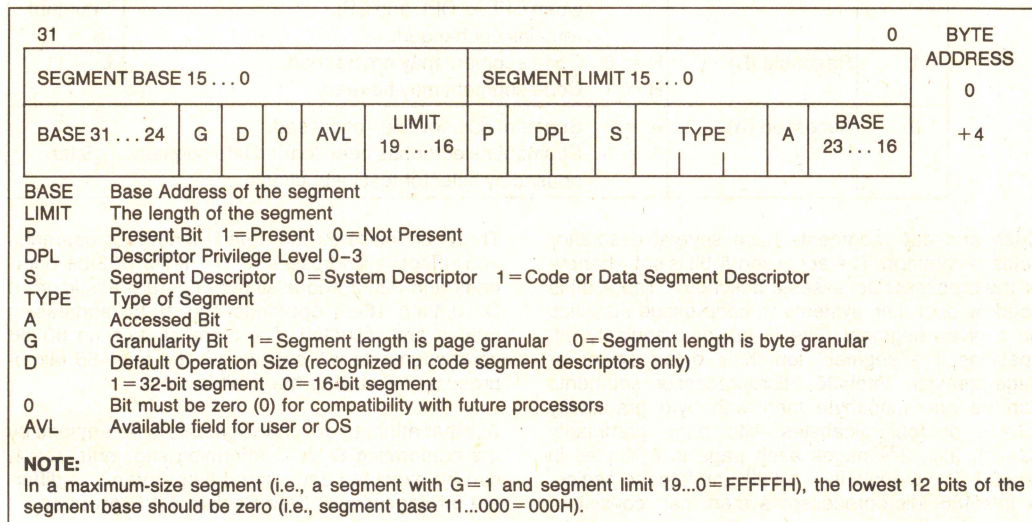 31 0 BYTE
ADDRESS
SEGMENT BASE 15 . . . 0 SEGMENT LIMIT 15 . . . 0 0
BASE 31 . . . 24 G D 0 AVL LIMIT 19 . . . 16 P DPL S TYPE A BASE 23 . . . 16 +4
BASE Base Address of the segment
LIMIT The length of the segment
P Present Bit 1=Present 0=Not Present
DPL Descriptor Privilege Level 0–3
S Segment Descriptor 0=System Descriptor 1=Code or Data Segment Descriptor
TYPE Type of Segment
A Accessed Bit
G Granularity Bit 1=Segment length is page granular 0=Segment length is byte granular
D Default Operation Size (recognized in code segment descriptors only)
1=32-bit segment 0=16-bit segment
0 Bit must be zero (0) for compatibility with future processors
AVL Available field for user or OS
NOTE:
In a maximum-size segment (i.e., a segment with G=1 and segment limit 19...0=FFFFFH), the lowest 12 bits of the
segment base should be zero (i.e., segment base 11...000=000H).